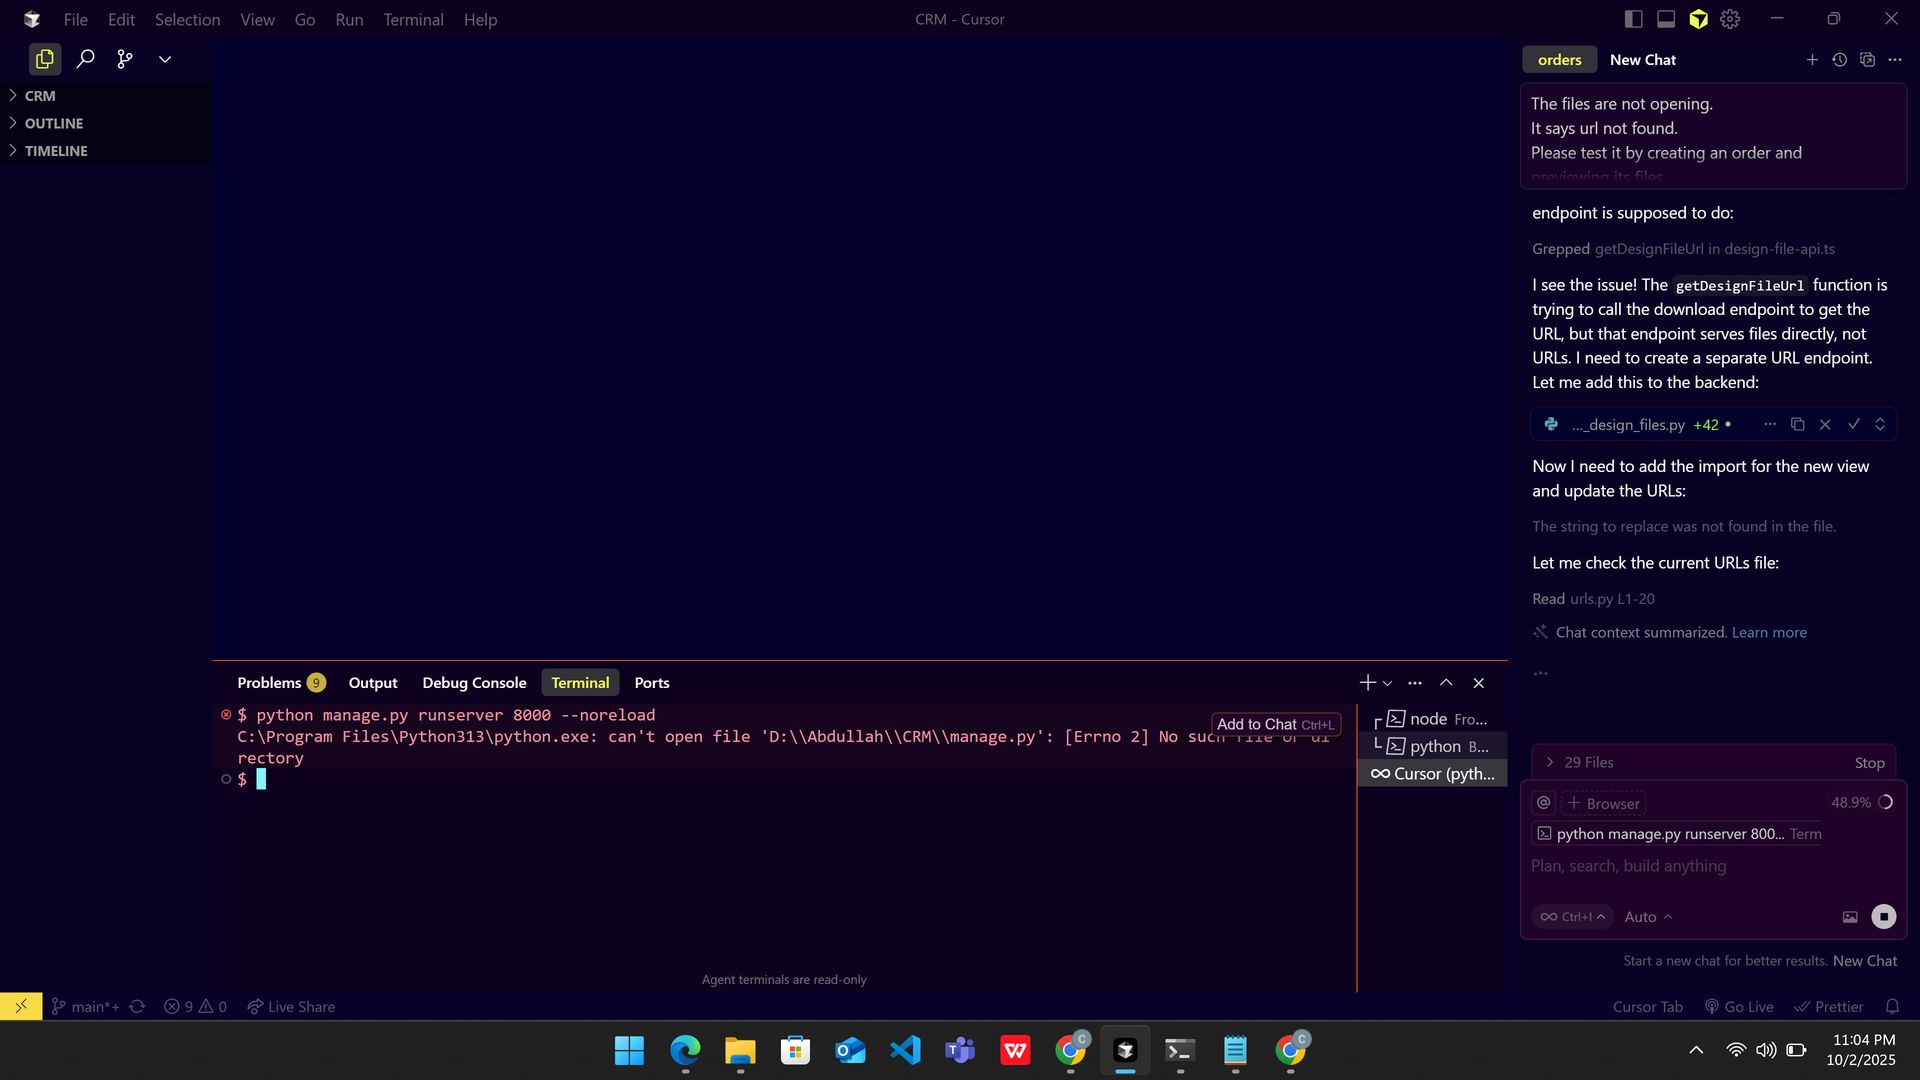 File Edit Selection View Go Run Terminal Help
CRM - Cursor
CRM
OUTLINE
TIMELINE
orders New Chat
The files are not opening.
It says url not found.
Please test it by creating an order and
previewing its files
endpoint is supposed to do:
Grepped getDesignFileUrl in design-file-api.ts
I see the issue! The getDesignFileUrl function is
trying to call the download endpoint to get the
URL, but that endpoint serves files directly, not
URLs. I need to create a separate URL endpoint.
Let me add this to the backend:
..._design_files.py +42
Now I need to add the import for the new view
and update the URLs:
The string to replace was not found in the file.
Let me check the current URLs file:
Read urls.py L1-20
Chat context summarized. Learn more
29 Files Stop
@ Browser 48.9%
python manage.py runserver 800... Term
Plan, search, build anything
Ctrl+I Auto
Start a new chat for better results. New Chat
Problems 9 Output Debug Console Terminal Ports
$ python manage.py runserver 8000 --noreload
C:\Program Files\Python313\python.exe: can't open file 'D:\\Abdullah\\CRM\\manage.py': [Errno 2] No such file or di
rectory
$
Add to Chat Ctrl+L
node Fro...
python B...
Cursor (pyth...
Agent terminals are read-only
main*+ 9 0 Live Share
Cursor Tab Go Live Prettier
11:04 PM
10/2/2025